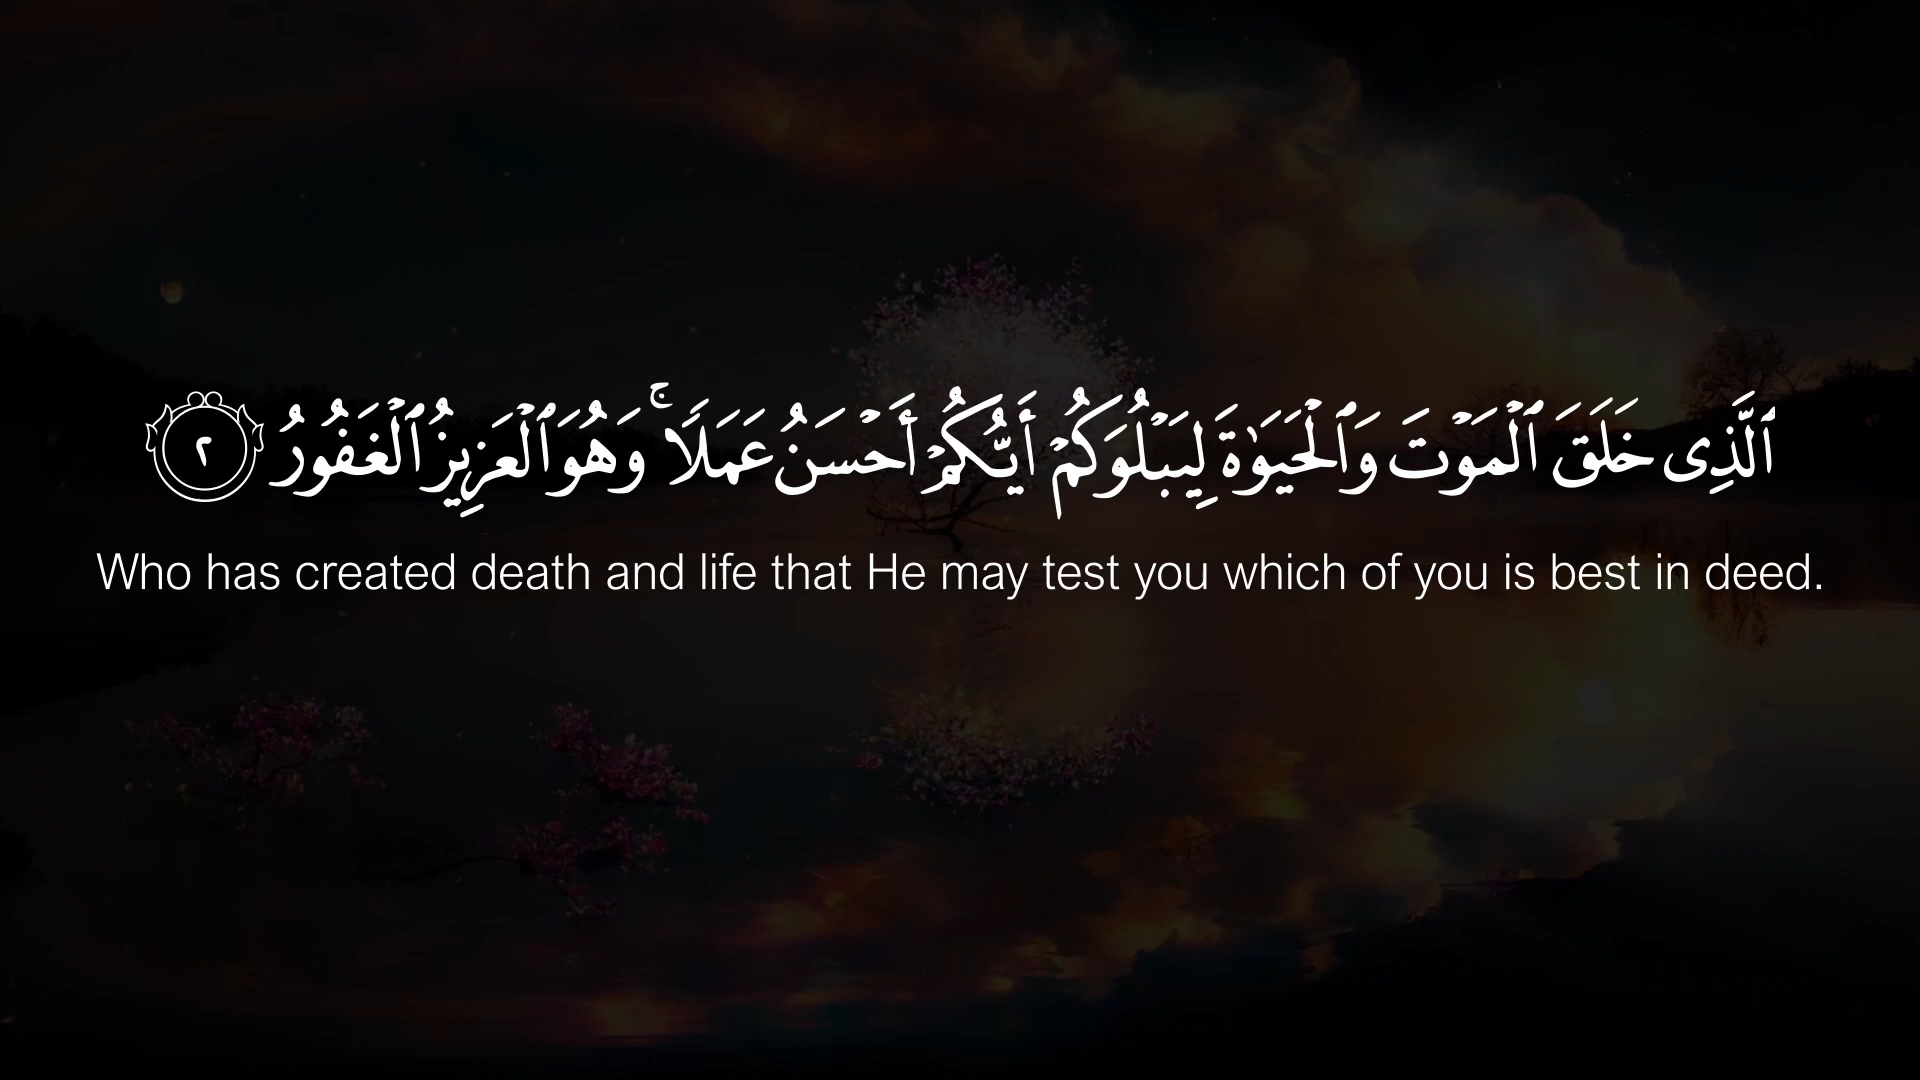 ٱلَّذِى خَلَقَ ٱلْمَوْتَ وَٱلْحَيَوٰةَ لِيَبْلُوَكُمْ أَيُّكُمْ أَحْسَنُ عَمَلًا ۚ وَهُوَ ٱلْعَزِيزُ ٱلْغَفُورُ ٢
Who has created death and life that He may test you which of you is best in deed.